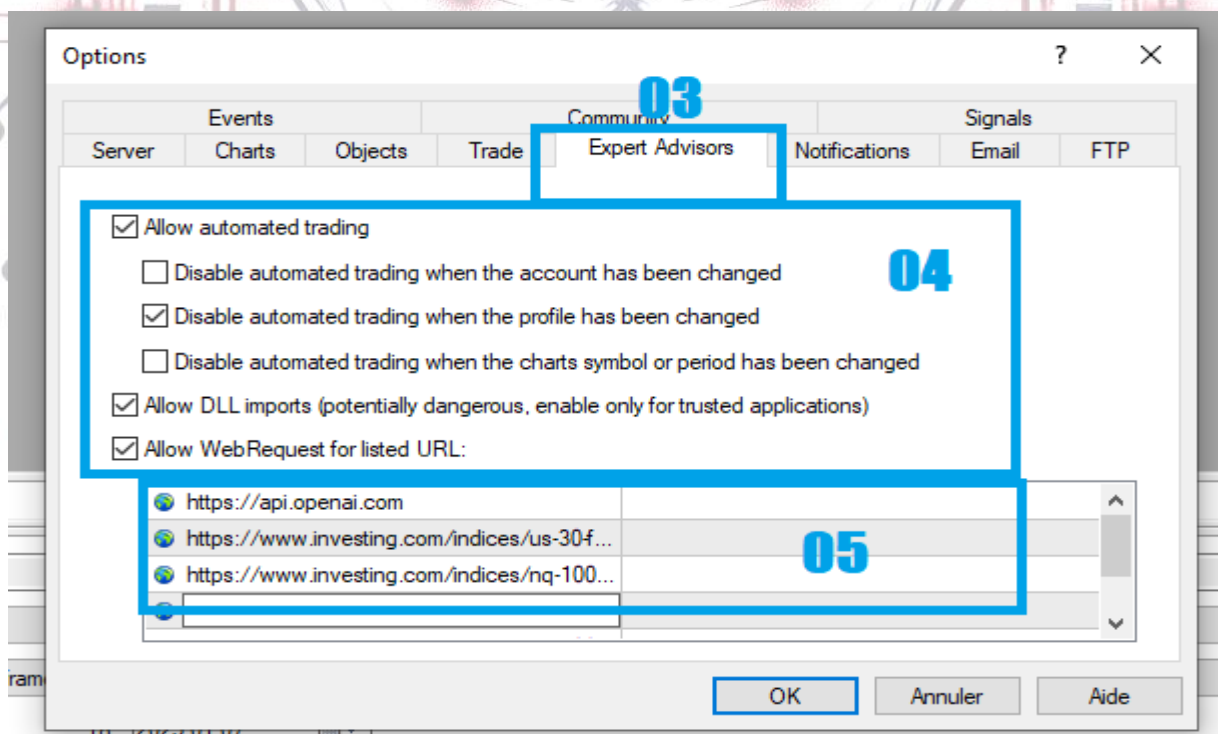 Options
03
Events Community Signals
Server Charts Objects Trade Expert Advisors Notifications Email FTP
Allow automated trading
04
Disable automated trading when the account has been changed
Disable automated trading when the profile has been changed
Disable automated trading when the charts symbol or period has been changed
Allow DLL imports (potentially dangerous, enable only for trusted applications)
Allow WebRequest for listed URL:
https://api.openai.com
https://www.investing.com/indices/us-30-f...
05
https://www.investing.com/indices/nq-100...
OK Annuler Aide